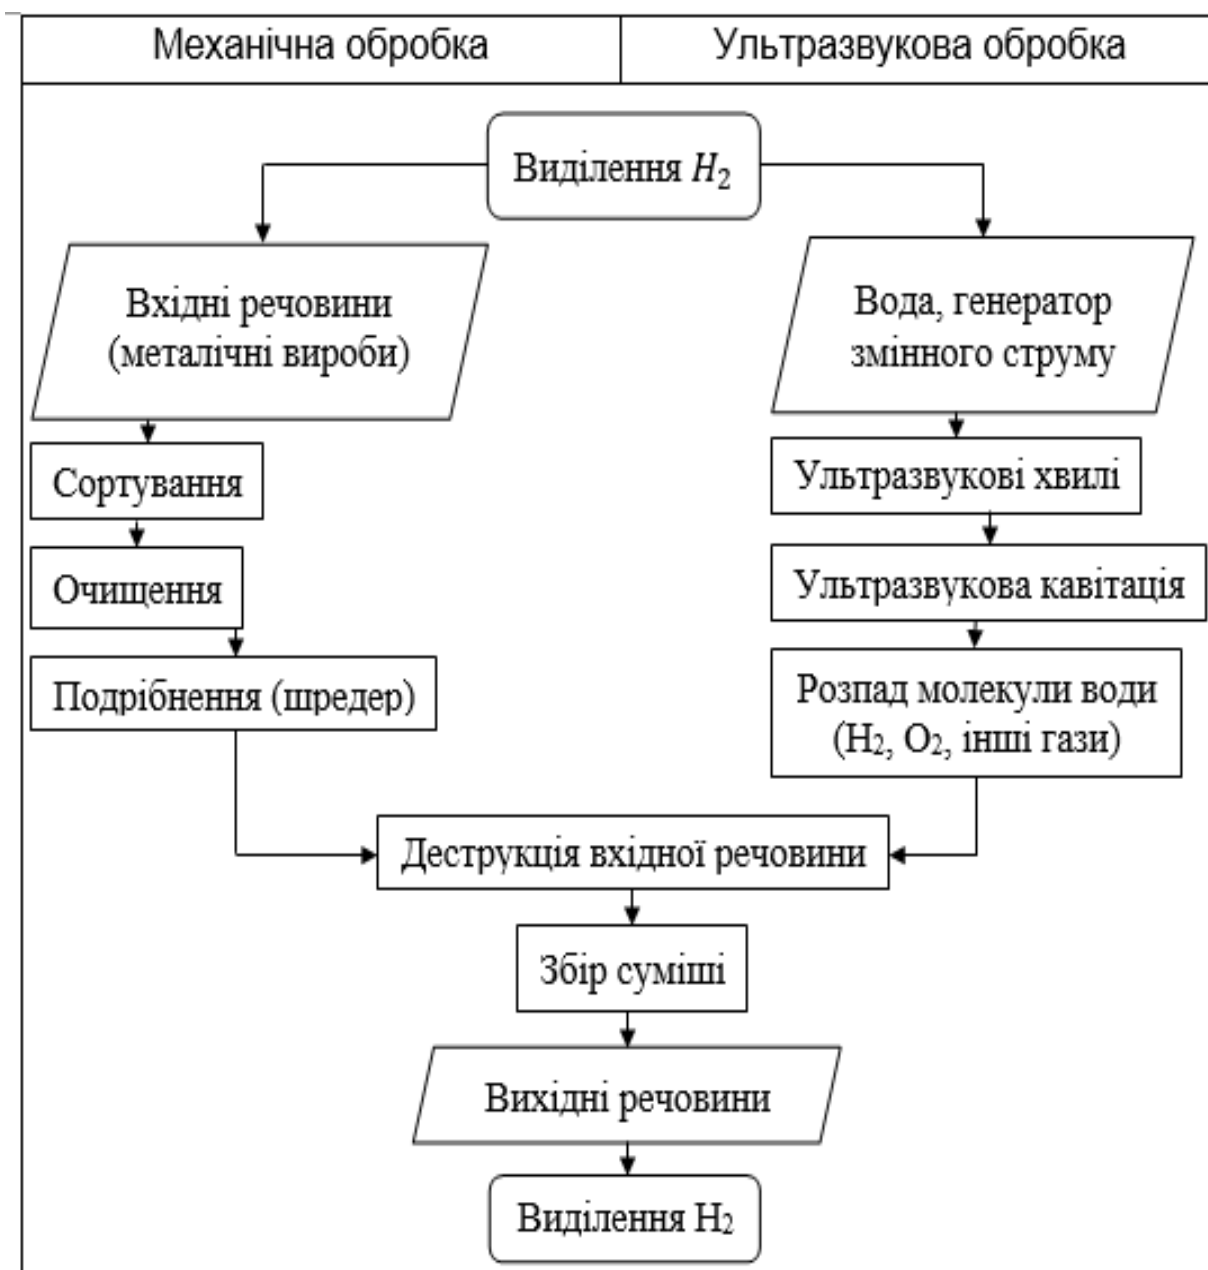 Механічна обробка
Ультразвукова обробка
Виділення H₂
Вхідні речовини
(металічні вироби)
Сортування
Очищення
Подрібнення (шредер)
Вода, генератор
змінного струму
Ультразвукові хвилі
Ультразвукова кавітація
Розпад молекули води
(H₂, O₂, інші гази)
Деструкція вхідної речовини
Збір суміші
Вихідні речовини
Виділення H₂